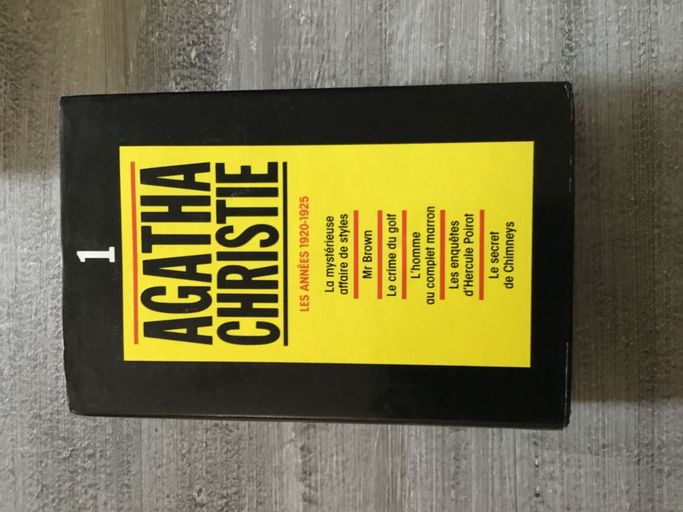 1
AGATHA
CHRISTIE
LES ANNÉES 1920-1925
La mystérieuse
affaire de styles
Mr Brown
Le crime du golf
L'homme
au complet marron
Les enquêtes
d'Hercule Poirot
Le secret
de Chimneys